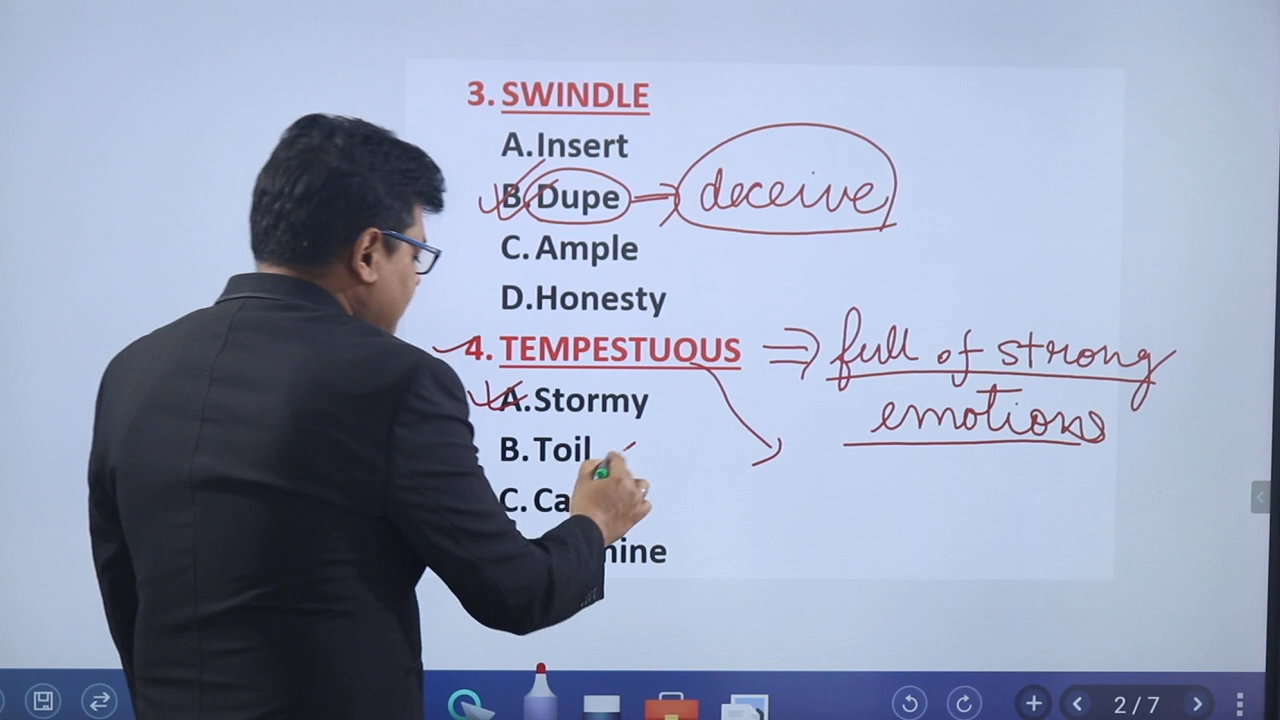 3. SWINDLE
A. Insert
B. Dupe ⇒ deceive
C. Ample
D. Honesty
4. TEMPESTUOUS ⇒ full of strong
emotions
A. Stormy
B. Toil
C.
2/7